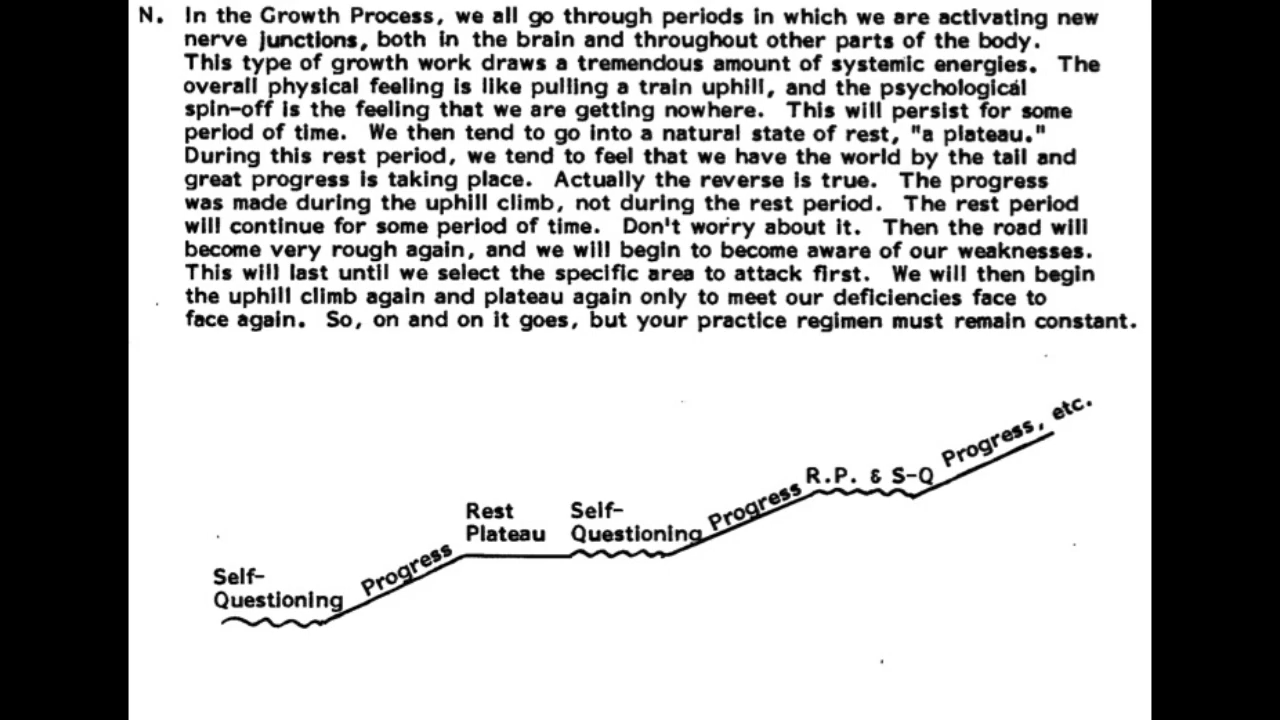 N. In the Growth Process, we all go through periods in which we are activating new
nerve junctions, both in the brain and throughout other parts of the body.
This type of growth work draws a tremendous amount of systemic energies. The
overall physical feeling is like pulling a train uphill, and the psychological
spin-off is the feeling that we are getting nowhere. This will persist for some
period of time. We then tend to go into a natural state of rest, "a plateau."
During this rest period, we tend to feel that we have the world by the tail and
great progress is taking place. Actually the reverse is true. The progress
was made during the uphill climb, not during the rest period. The rest period
will continue for some period of time. Don't worry about it. Then the road will
become very rough again, and we will begin to become aware of our weaknesses.
This will last until we select the specific area to attack first. We will then begin
the uphill climb again and plateau again only to meet our deficiencies face to
face again. So, on and on it goes, but your practice regimen must remain constant.
Self-
Questioning
Progress
Rest
Plateau
Self-
Questioning
Progress
R.P. & S-Q
Progress, etc.